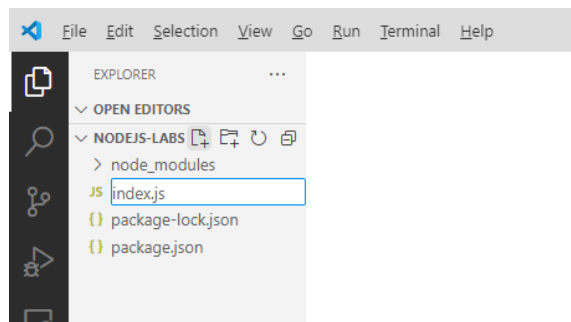 File Edit Selection View Go Run Terminal Help
EXPLORER ...
OPEN EDITORS
NODEJS-LABS
node_modules
JS index.js
{} package-lock.json
{} package.json